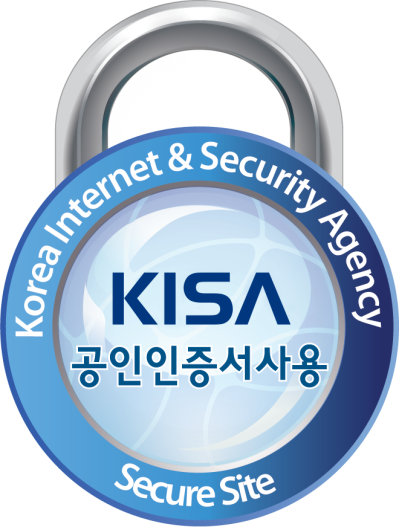 Korea Internet & Security Agency
KISA
공인인증서사용
Secure Site